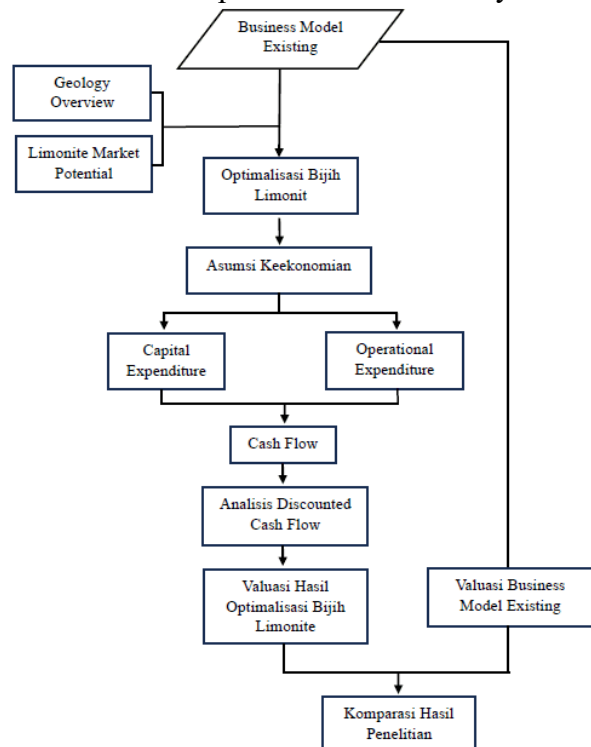 Business Model
Existing
Geology
Overview
Limonite Market
Potential
Optimalisasi Bijih
Limonit
Asumsi Keekonomian
Capital
Expenditure
Operational
Expenditure
Cash Flow
Analisis Discounted
Cash Flow
Valuasi Hasil
Optimalisasi Bijih
Limonite
Valuasi Business
Model Existing
Komparasi Hasil
Penelitian